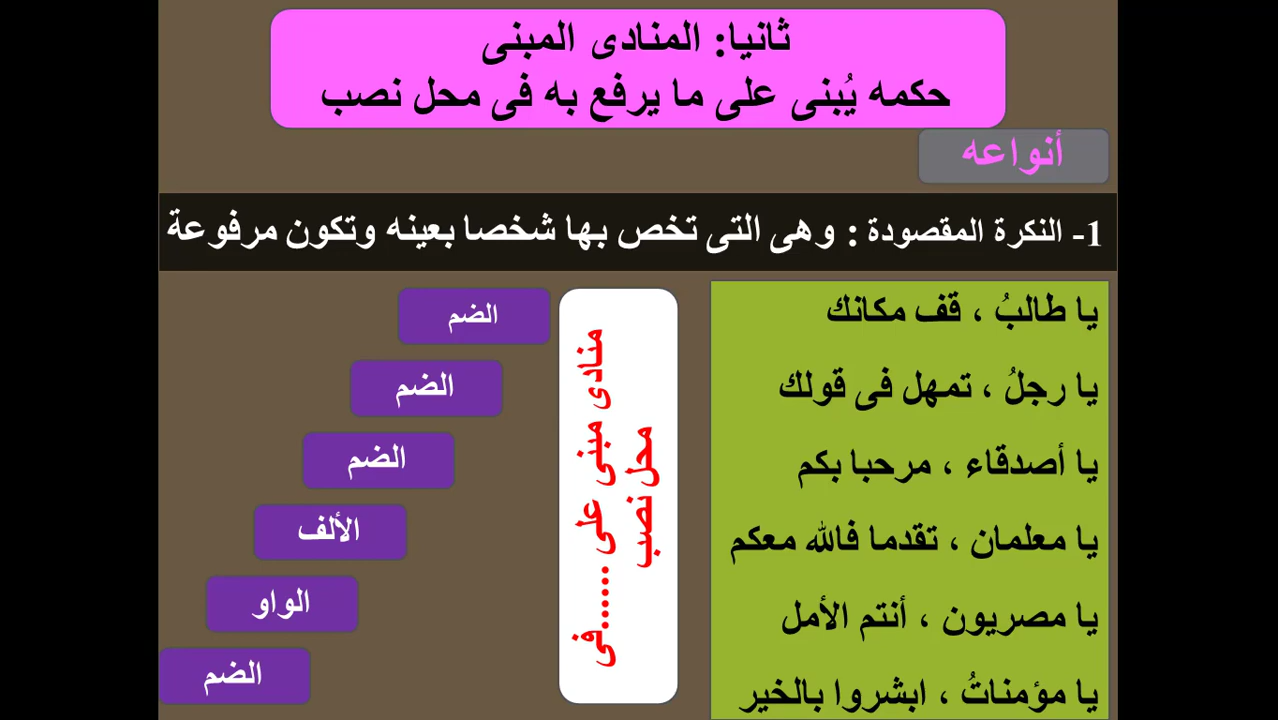 ثانيا: المنادى المبنى
حكمه يُبنى على ما يرفع به فى محل نصب
أنواعه
1- النكرة المقصودة : وهى التى تخص بها شخصا بعينه وتكون مرفوعة
يا طالبُ ، قف مكانك
يا رجلُ ، تمهل فى قولك
يا أصدقاء ، مرحبا بكم
يا معلمان ، تقدما فالله معكم
يا مصريون ، أنتم الأمل
يا مؤمناتُ ، ابشروا بالخير
منادى مبنى على ......فى
محل نصب
الضم
الضم
الضم
الألف
الواو
الضم